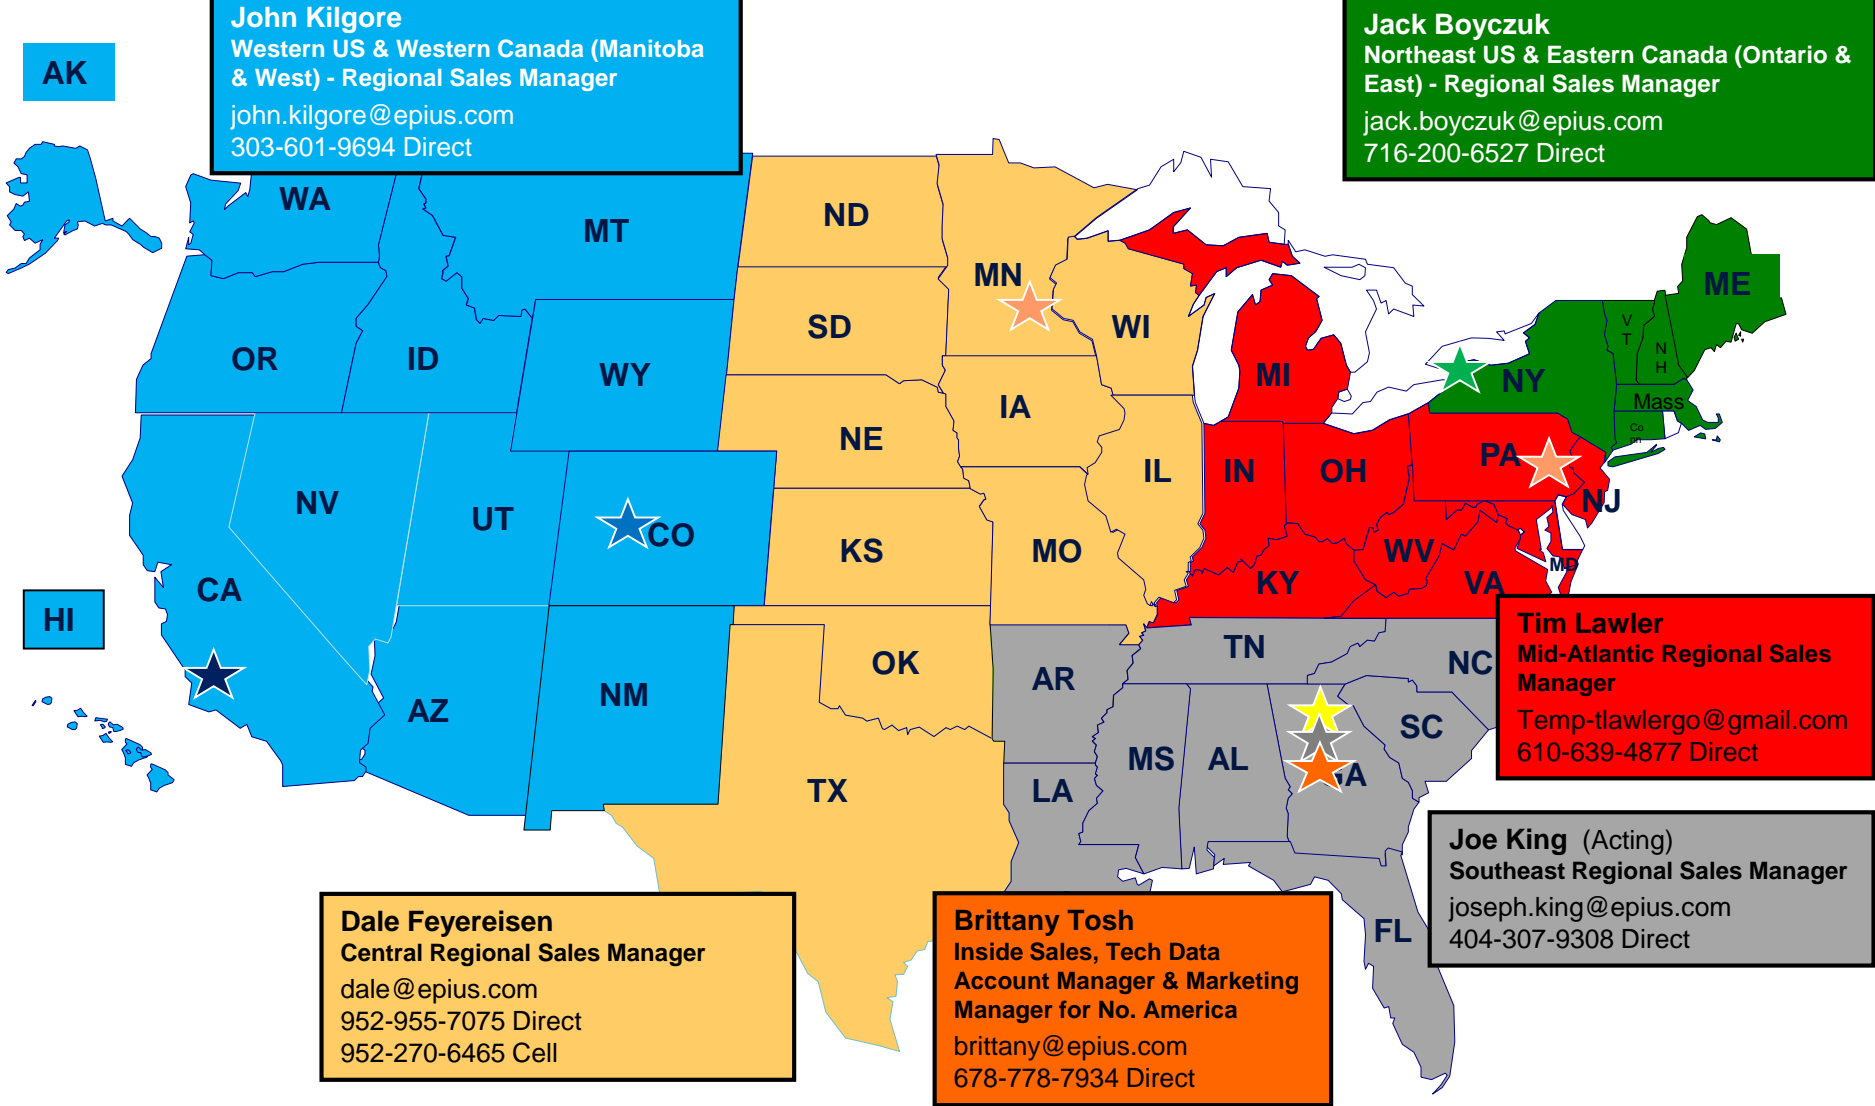 John Kilgore
Western US & Western Canada (Manitoba
& West) - Regional Sales Manager
john.kilgore@epius.com
303-601-9694 Direct
Jack Boyczuk
Northeast US & Eastern Canada (Ontario &
East) - Regional Sales Manager
jack.boyczuk@epius.com
716-200-6527 Direct
AK
WA
MT
ND
MN
ME
OR
ID
WY
SD
WI
MI
NY
V
T
N
H
Mass
Co
nn
IA
NE
IL
IN
OH
PA
NJ
NV
UT
CO
KS
MO
WV
MD
KY
VA
CA
HI
AZ
NM
OK
AR
TN
NC
SC
TX
LA
MS
AL
GA
FL
Tim Lawler
Mid-Atlantic Regional Sales
Manager
Temp-tlawlergo@gmail.com
610-639-4877 Direct
Joe King (Acting)
Southeast Regional Sales Manager
joseph.king@epius.com
404-307-9308 Direct
Dale Feyereisen
Central Regional Sales Manager
dale@epius.com
952-955-7075 Direct
952-270-6465 Cell
Brittany Tosh
Inside Sales, Tech Data
Account Manager & Marketing
Manager for No. America
brittany@epius.com
678-778-7934 Direct